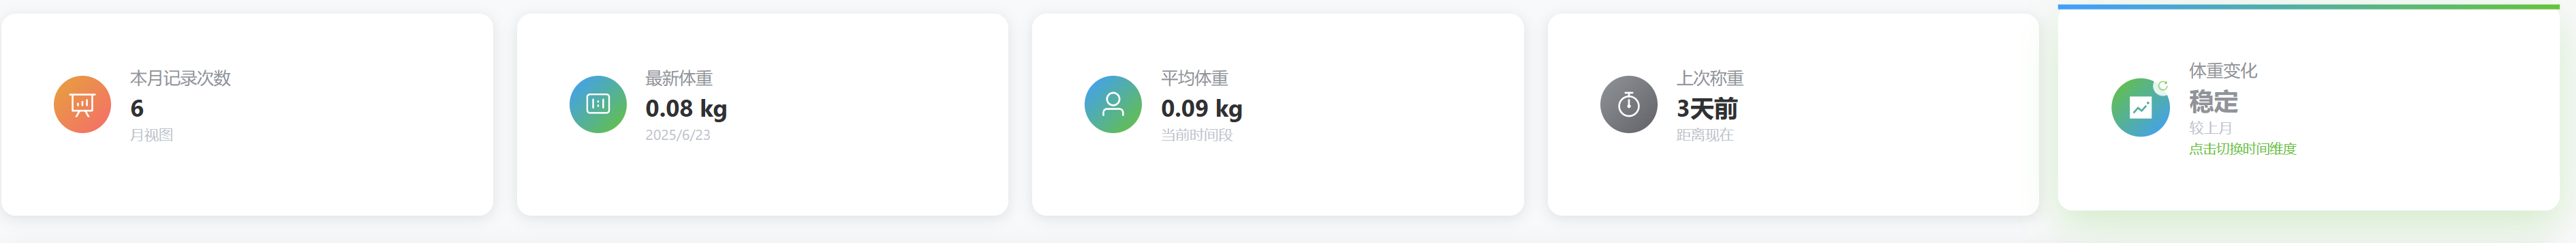 本月记录次数
6
月视图
最新体重
0.08 kg
2025/6/23
平均体重
0.09 kg
当前时间段
上次称重
3天前
距离现在
体重变化
稳定
较上月
点击切换时间维度